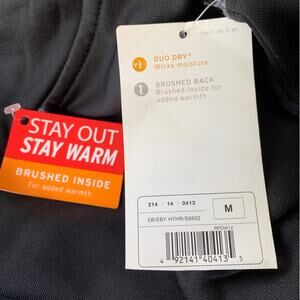 DUO DRY®
Wicks moisture
BRUSHED BACK
Brushed inside for
added warmth
STAY OUT
STAY WARM
BRUSHED INSIDE
For added warmth
214 / 14 / 0413
EB/EBY HTHR/S9902
M
RPDW12
4 92141 40413 5